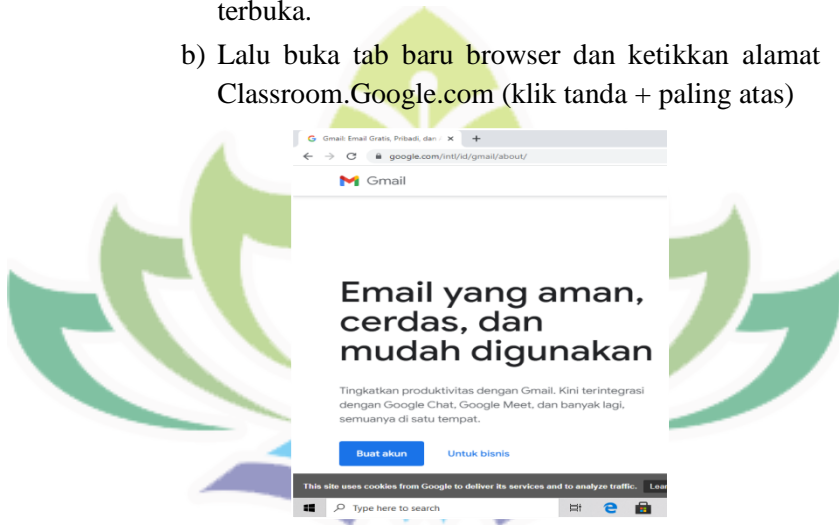 terbuka.
b) Lalu buka tab baru browser dan ketikkan alamat
Classroom.Google.com (klik tanda + paling atas)
Gmail: Email Gratis, Pribadi, dan
google.com/intl/id/gmail/about/
Gmail
Email yang aman,
cerdas, dan
mudah digunakan
Tingkatkan produktivitas dengan Gmail. Kini terintegrasi
dengan Google Chat, Google Meet, dan banyak lagi,
semuanya di satu tempat.
Buat akun Untuk bisnis
This site uses cookies from Google to deliver its services and to analyze traffic.
Type here to search